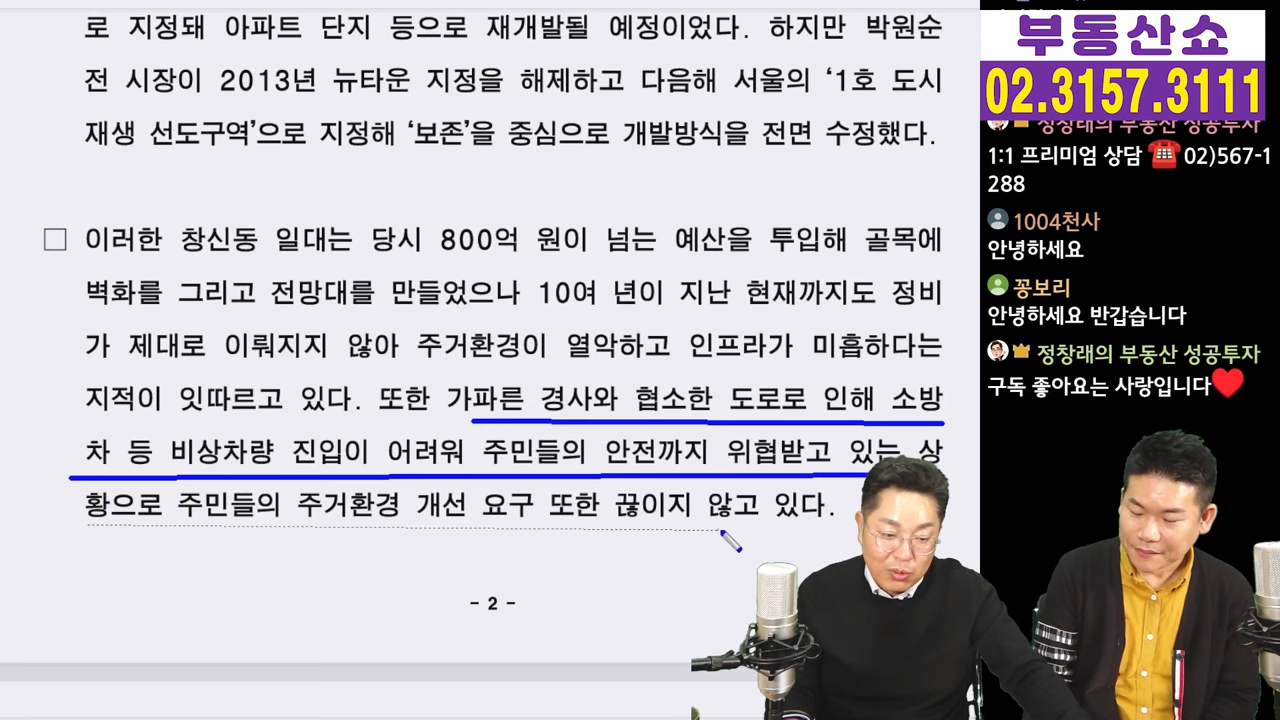 로 지정돼 아파트 단지 등으로 재개발될 예정이었다. 하지만 박원순
전 시장이 2013년 뉴타운 지정을 해제하고 다음해 서울의 ‘1호 도시
재생 선도구역’으로 지정해 ‘보존’을 중심으로 개발방식을 전면 수정했다.
□ 이러한 창신동 일대는 당시 800억 원이 넘는 예산을 투입해 골목에
벽화를 그리고 전망대를 만들었으나 10여 년이 지난 현재까지도 정비
가 제대로 이뤄지지 않아 주거환경이 열악하고 인프라가 미흡하다는
지적이 잇따르고 있다. 또한 가파른 경사와 협소한 도로로 인해 소방
차 등 비상차량 진입이 어려워 주민들의 안전까지 위협받고 있는 상
황으로 주민들의 주거환경 개선 요구 또한 끊이지 않고 있다.
- 2 -
부동산쇼
02.3157.3111
정창래의 부동산 성공투자
1:1 프리미엄 상담 ☎02)567-1
288
1004천사
안녕하세요
꽁보리
안녕하세요 반갑습니다
정창래의 부동산 성공투자
구독 좋아요는 사랑입니다♥